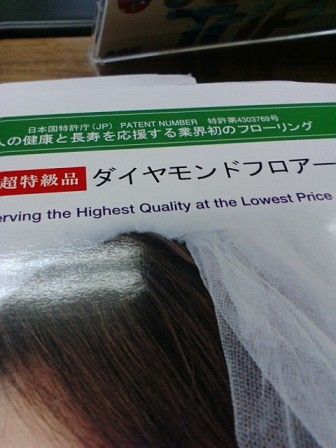 日本国特許庁(JP) PATENT NUMBER 特許第4303769号
人の健康と長寿を応援する業界初のフローリング
超特級品 ダイヤモンドフロアー
the Highest Quality at the Lowest Price